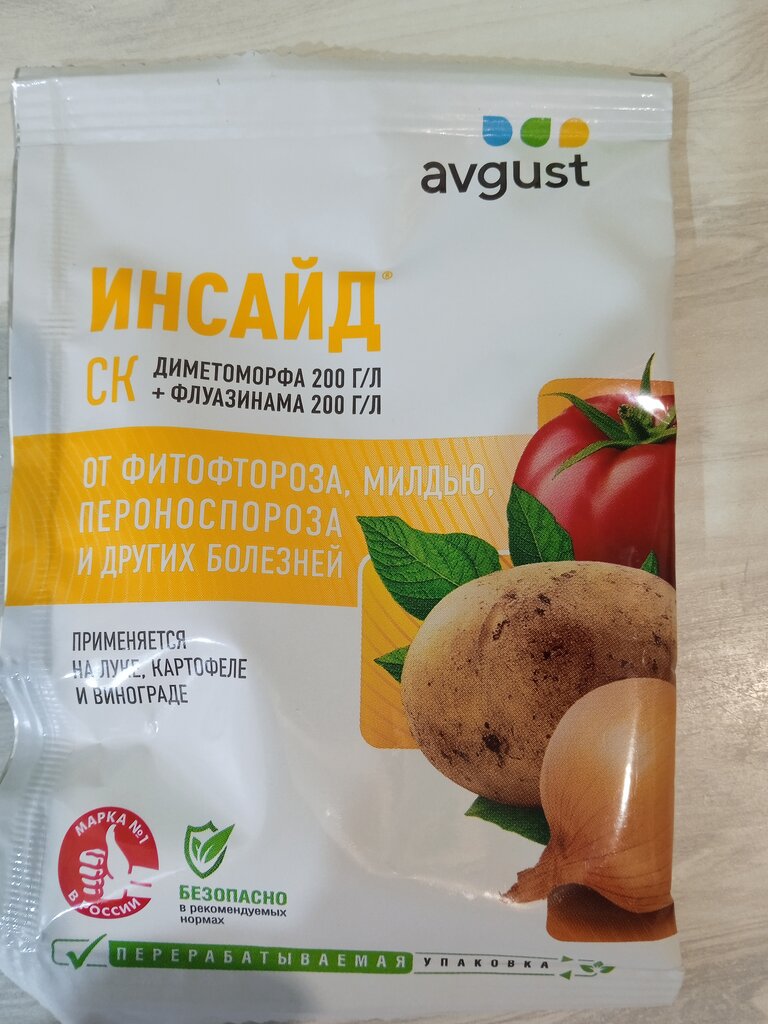 avgust
ИНСАЙД®
СК
ДИМЕТОМОРФА 200 Г/Л
+ ФЛУАЗИНАМА 200 Г/Л
ОТ ФИТОФТОРОЗА, МИЛДЬЮ,
ПЕРОНОСПОРОЗА
И ДРУГИХ БОЛЕЗНЕЙ
ПРИМЕНЯЕТСЯ
НА ЛУКЕ, КАРТОФЕЛЕ
И ВИНОГРАДЕ
МАРКА №1
В РОССИИ
БЕЗОПАСНО
в рекомендуемых
нормах
ПЕРЕРАБАТЫВАЕМАЯ УПАКОВКА